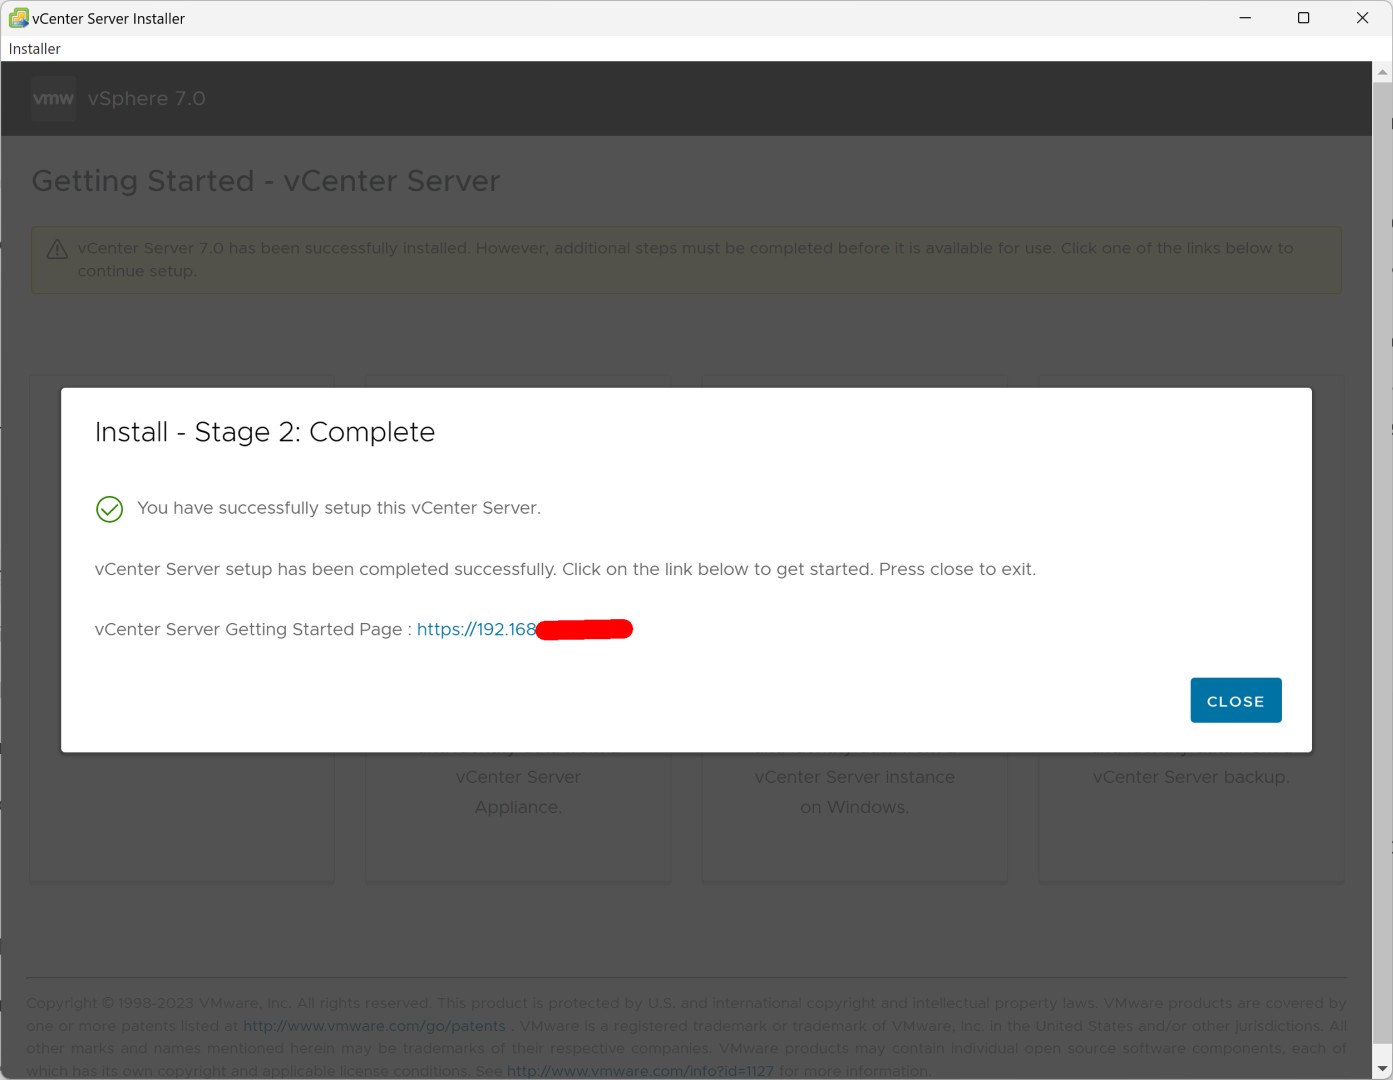 vCenter Server Installer
Installer
vmw vSphere 7.0
Getting Started - vCenter Server
vCenter Server 7.0 has been successfully installed. However, additional steps must be completed before it is available for use. Click one of the links below to
continue setup.
Install - Stage 2: Complete
You have successfully setup this vCenter Server.
vCenter Server setup has been completed successfully. Click on the link below to get started. Press close to exit.
vCenter Server Getting Started Page : https://192.168
CLOSE
vCenter Server
Appliance.
vCenter Server instance
on Windows.
vCenter Server backup.
Copyright © 1998-2023 VMware, Inc. All rights reserved. This product is protected by U.S. and international copyright and intellectual property laws. VMware products are covered by
one or more patents listed at http://www.vmware.com/go/patents . VMware is a registered trademark or trademark of VMware, Inc. in the United States and/or other jurisdictions. All
other marks and names mentioned herein may be trademarks of their respective companies. VMware products may contain individual open source software components, each of
which has its own copyright and applicable license conditions. See http://www.vmware.com/info?id=1127 for more information.